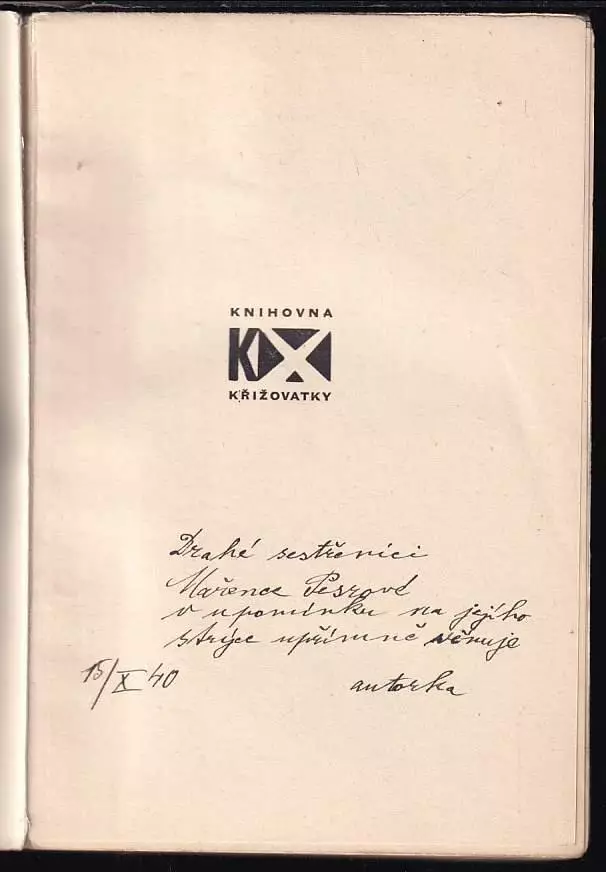 KNIHOVNA
KX
KŘIŽOVATKY
Drahé sestřenici
Mařence Pesrové
v upomínku na jejího
strýce upřímně věnuje
15/X 40
autorka